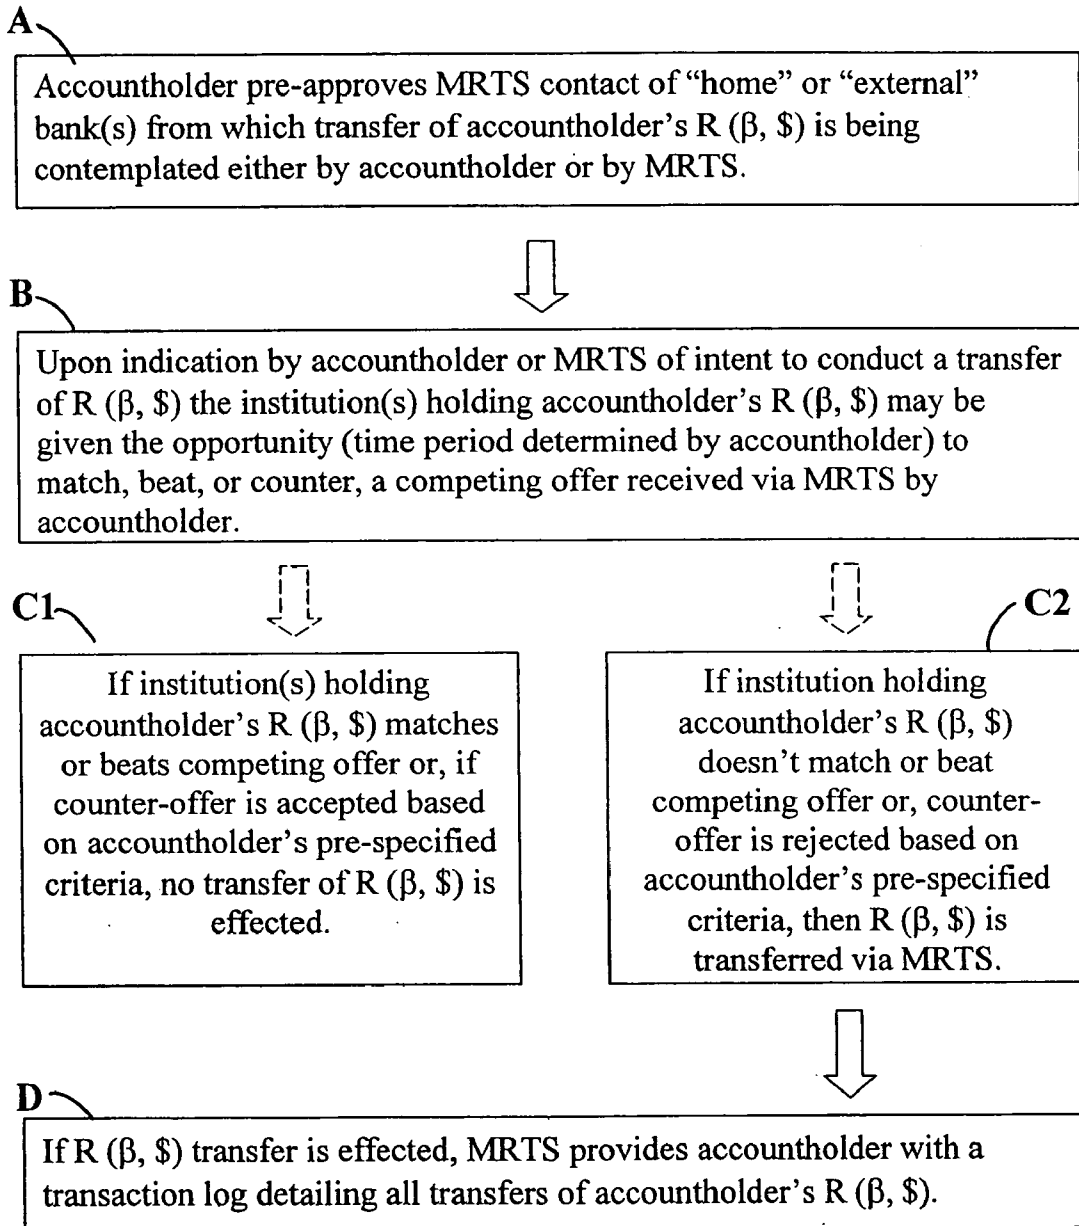 A
Accountholder pre-approves MRTS contact of “home” or “external”
bank(s) from which transfer of accountholder’s R (β, $) is being
contemplated either by accountholder or by MRTS.
B
Upon indication by accountholder or MRTS of intent to conduct a transfer
of R (β, $) the institution(s) holding accountholder’s R (β, $) may be
given the opportunity (time period determined by accountholder) to
match, beat, or counter, a competing offer received via MRTS by
accountholder.
C1
If institution(s) holding
accountholder’s R (β, $) matches
or beats competing offer or, if
counter-offer is accepted based
on accountholder’s pre-specified
criteria, no transfer of R (β, $) is
effected.
C2
If institution holding
accountholder’s R (β, $)
doesn’t match or beat
competing offer or, counter-
offer is rejected based on
accountholder’s pre-specified
criteria, then R (β, $) is
transferred via MRTS.
D
If R (β, $) transfer is effected, MRTS provides accountholder with a
transaction log detailing all transfers of accountholder’s R (β, $).